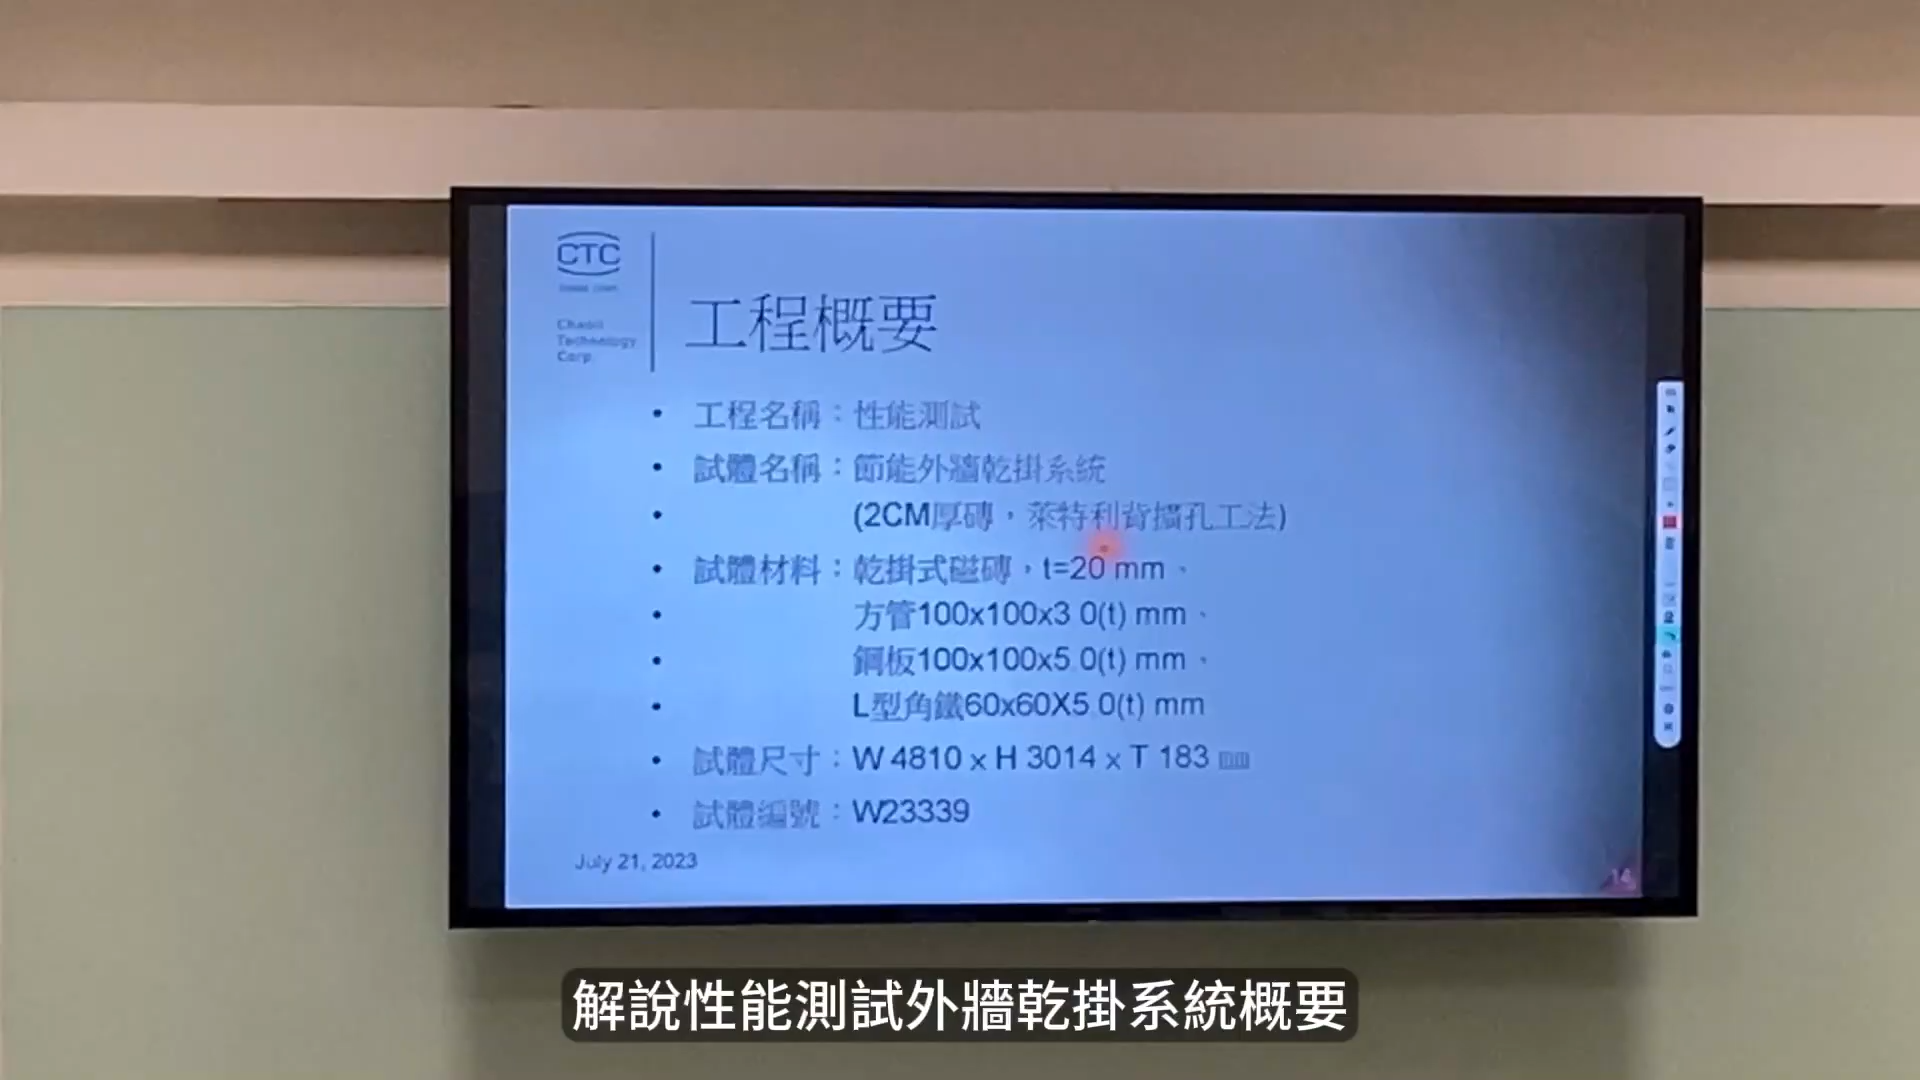 CTC
Chaoli
Technology
Corp.
工程概要
• 工程名稱：性能測試
• 試體名稱：節能外牆乾掛系統
• (2CM厚磚，萊特利背擴孔工法)
• 試體材料：乾掛式磁磚，t=20 mm、
• 方管100x100x3.0(t) mm、
• 鋼板100x100x5.0(t) mm、
• L型角鐵60x60X5.0(t) mm
• 試體尺寸：W 4810 x H 3014 x T 183 mm
• 試體編號：W23339
July 21, 2023
14
解說性能測試外牆乾掛系統概要